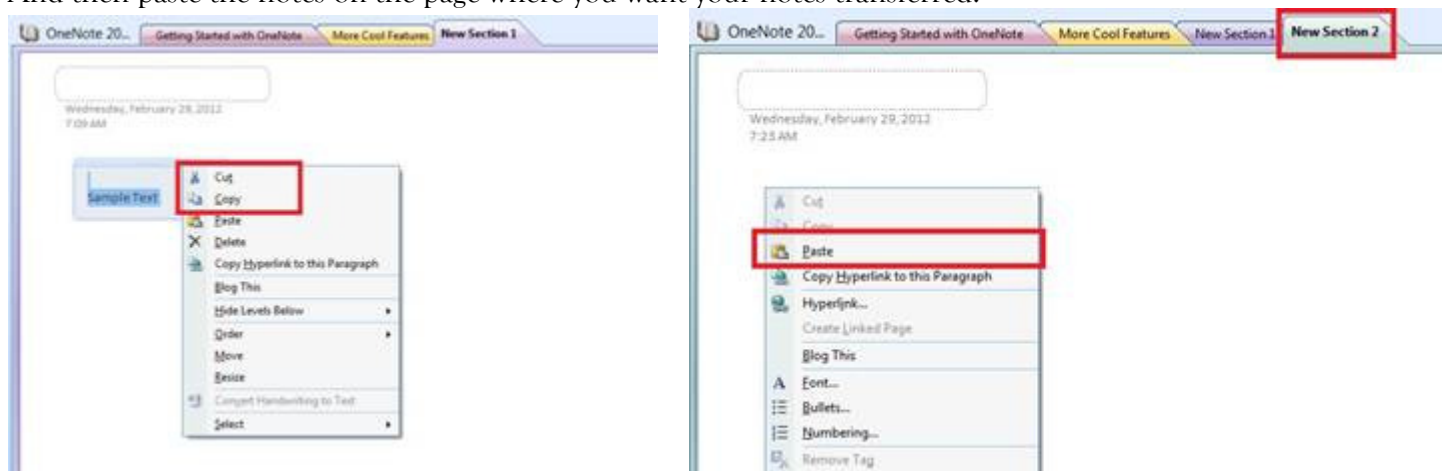 And then paste the notes on the page where you want your notes transferred.
OneNote 20... Getting Started with OneNote More Cool Features New Section 1
Wednesday, February 29, 2012
7:09 AM
Sample Text
Cut
Copy
Paste
Delete
Copy Hyperlink to this Paragraph
Blog This
Hide Levels Below
Order
Move
Resize
Convert Handwriting to Text
Select
OneNote 20... Getting Started with OneNote More Cool Features New Section 1 New Section 2
Wednesday, February 29, 2012
7:23 AM
Cut
Copy
Paste
Copy Hyperlink to this Paragraph
Hyperlink...
Create Linked Page
Blog This
Font...
Bullets...
Numbering...
Remove Tag